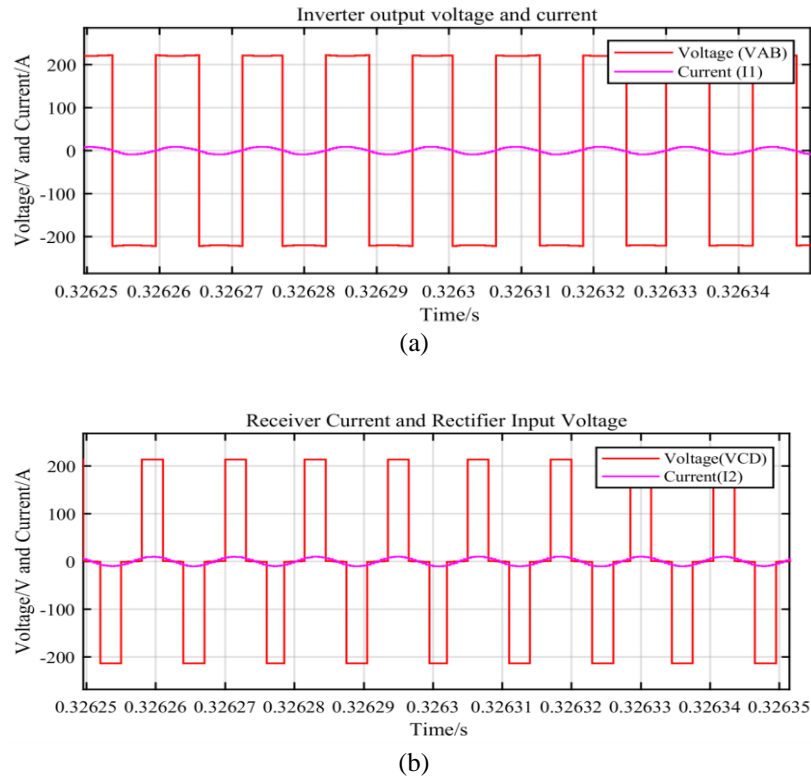 Inverter output voltage and current
Voltage/V and Current/A
200
100
0
-100
-200
Voltage (VAB)
Current (I1)
0.32625 0.32626 0.32627 0.32628 0.32629 0.3263 0.32631 0.32632 0.32633 0.32634
Time/s
(a)
Receiver Current and Rectifier Input Voltage
Voltage/V and Current/A
200
100
0
-100
-200
Voltage(VCD)
Current(I2)
0.32625 0.32626 0.32627 0.32628 0.32629 0.3263 0.32631 0.32632 0.32633 0.32634 0.32635
Time/s
(b)